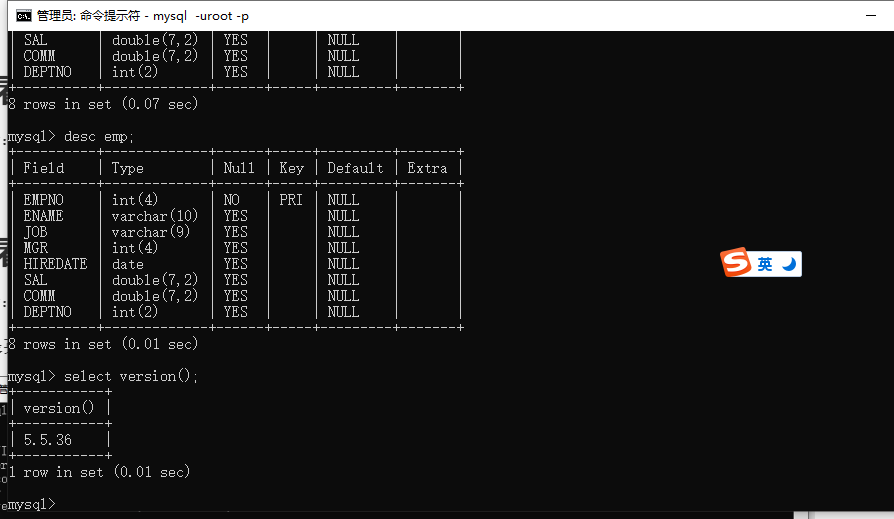 管理员: 命令提示符 - mysql  -uroot -p
| SAL      | double(7,2) | YES  |     | NULL    |       |
| COMM     | double(7,2) | YES  |     | NULL    |       |
| DEPTNO   | int(2)      | YES  |     | NULL    |       |
+----------+-------------+------+-----+---------+-------+
8 rows in set (0.07 sec)
mysql> desc emp;
+----------+-------------+------+-----+---------+-------+
| Field    | Type        | Null | Key | Default | Extra |
+----------+-------------+------+-----+---------+-------+
| EMPNO    | int(4)      | NO   | PRI | NULL    |       |
| ENAME    | varchar(10) | YES  |     | NULL    |       |
| JOB      | varchar(9)  | YES  |     | NULL    |       |
| MGR      | int(4)      | YES  |     | NULL    |       |
| HIREDATE | date        | YES  |     | NULL    |       |
| SAL      | double(7,2) | YES  |     | NULL    |       |
| COMM     | double(7,2) | YES  |     | NULL    |       |
| DEPTNO   | int(2)      | YES  |     | NULL    |       |
+----------+-------------+------+-----+---------+-------+
8 rows in set (0.01 sec)
mysql> select version();
+-----------+
| version() |
+-----------+
| 5.5.36    |
+-----------+
1 row in set (0.01 sec)
mysql>
S 英